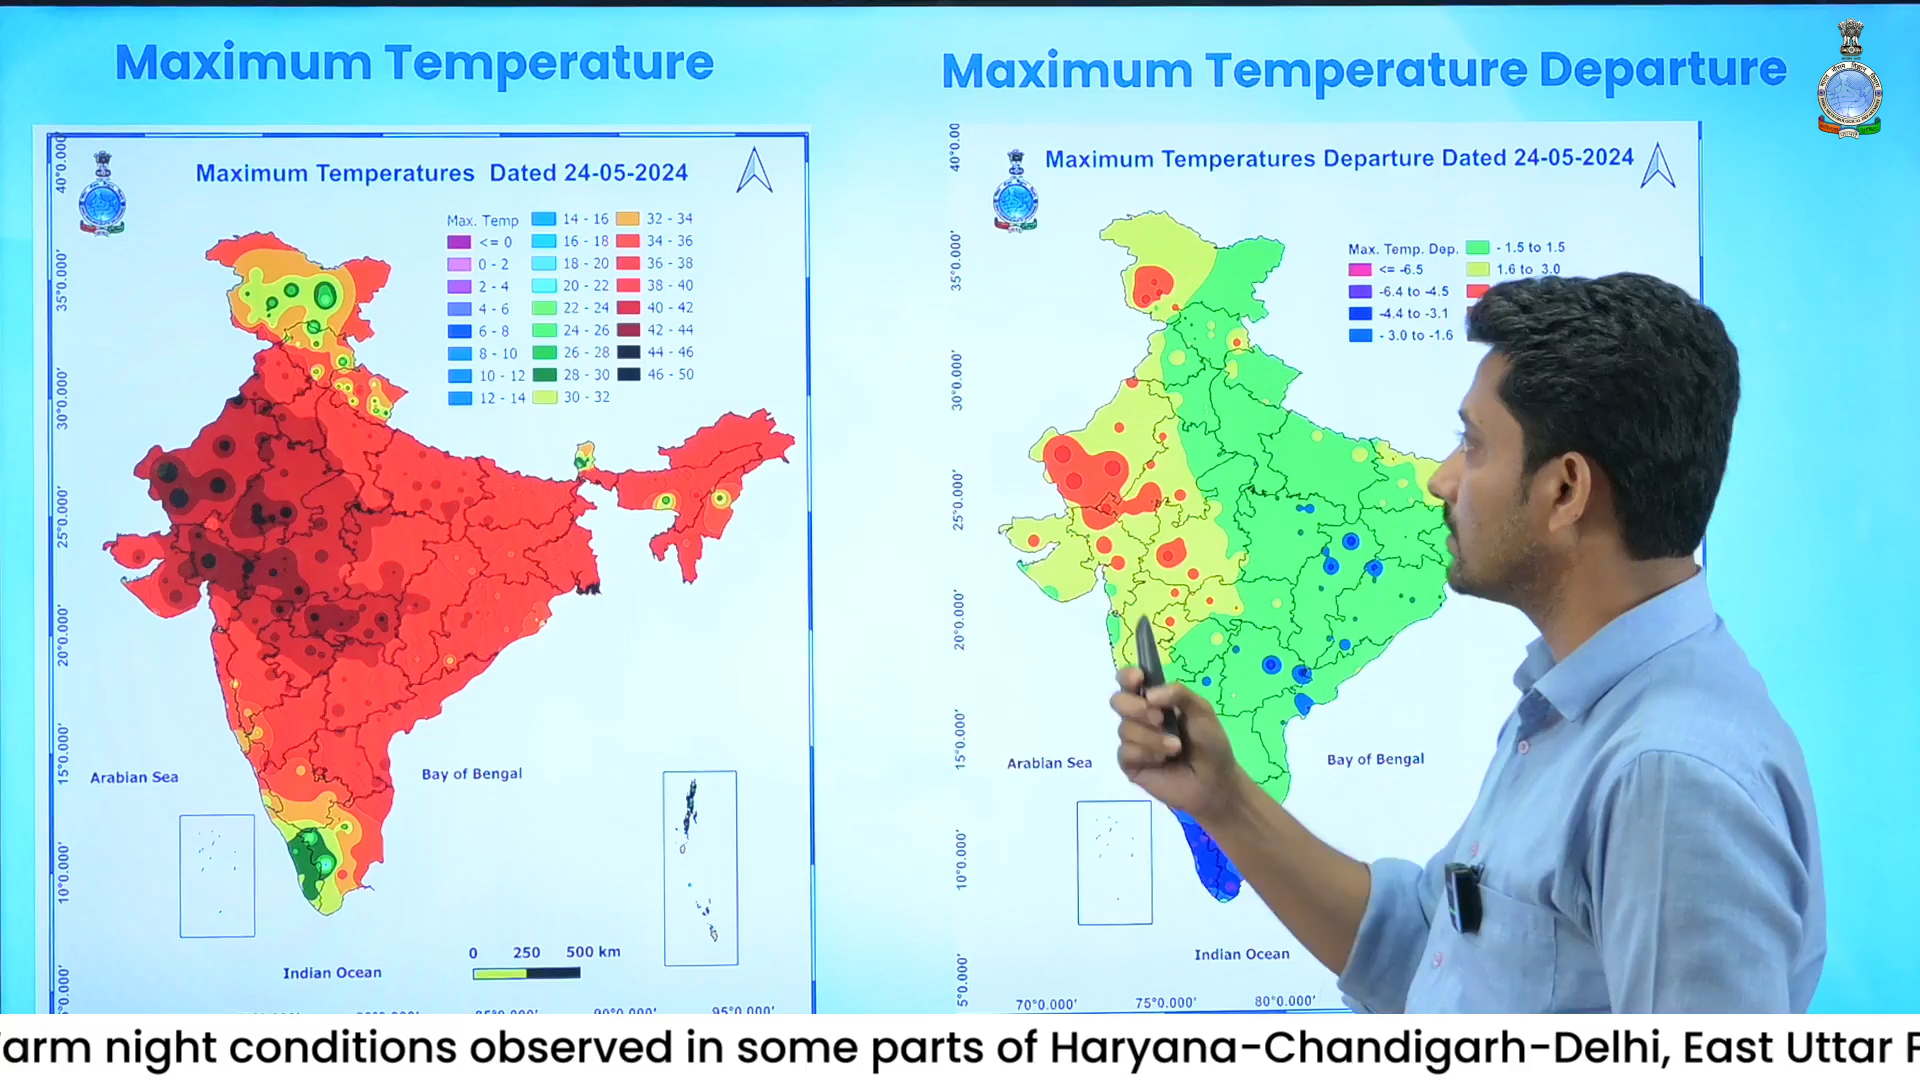 Maximum Temperature
Maximum Temperatures Dated 24-05-2024
Max. Temp
<= 0
0 - 2
2 - 4
4 - 6
6 - 8
8 - 10
10 - 12
12 - 14
14 - 16
16 - 18
18 - 20
20 - 22
22 - 24
24 - 26
26 - 28
28 - 30
30 - 32
32 - 34
34 - 36
36 - 38
38 - 40
40 - 42
42 - 44
44 - 46
46 - 50
40°0.000'
35°0.000'
30°0.000'
25°0.000'
20°0.000'
15°0.000'
10°0.000'
5°0.000'
Arabian Sea
Bay of Bengal
Indian Ocean
0 250 500 km
85°0.000' 90°0.000' 95°0.000'
Maximum Temperature Departure
Maximum Temperatures Departure Dated 24-05-2024
Max. Temp. Dep.
<= -6.5
-6.4 to -4.5
-4.4 to -3.1
- 3.0 to -1.6
- 1.5 to 1.5
1.6 to 3.0
40°0.00
35°0.000'
30°0.000'
25°0.000'
20°0.000'
15°0.000'
10°0.000'
5°0.000'
Arabian Sea
Bay of Bengal
Indian Ocean
70°0.000' 75°0.000' 80°0.000'
arm night conditions observed in some parts of Haryana-Chandigarh-Delhi, East Uttar